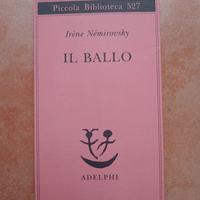 Piccola Biblioteca 527
Irène Némirovsky
IL BALLO
ADELPHI